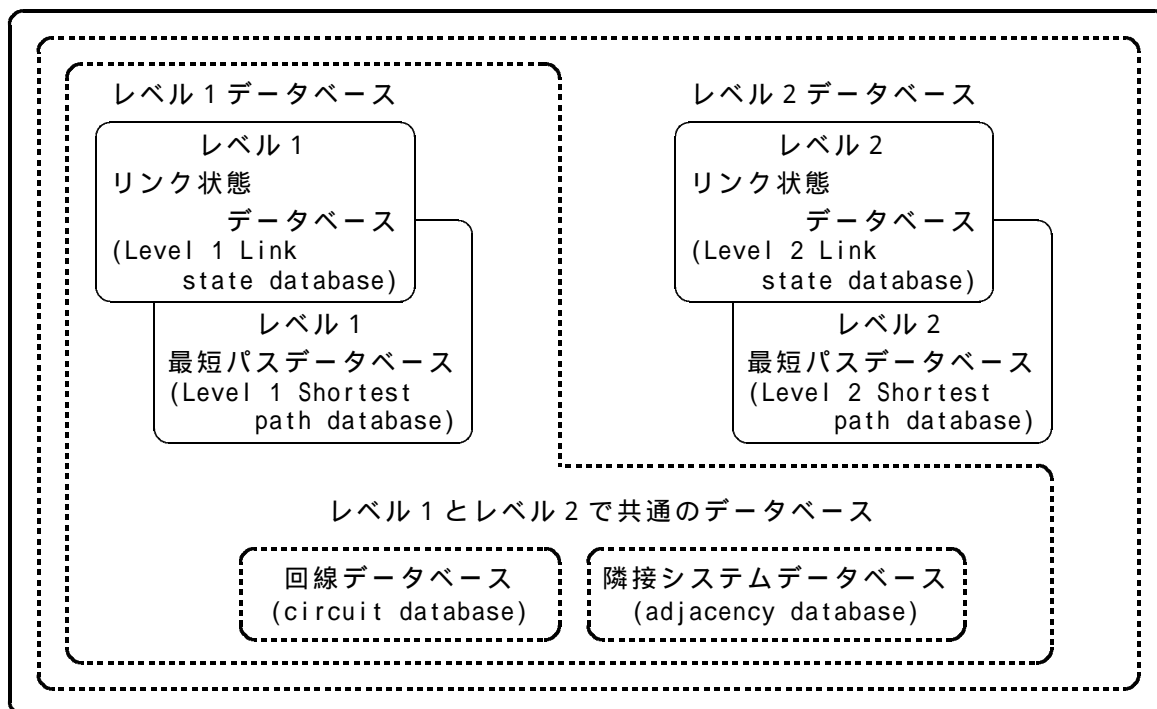 レベル1データベース
レベル1
リンク状態
データベース
(Level 1 Link
state database)
レベル1
最短パスデータベース
(Level 1 Shortest
path database)
レベル2データベース
レベル2
リンク状態
データベース
(Level 2 Link
state database)
レベル2
最短パスデータベース
(Level 2 Shortest
path database)
レベル1とレベル2で共通のデータベース
回線データベース
(circuit database)
隣接システムデータベース
(adjacency database)